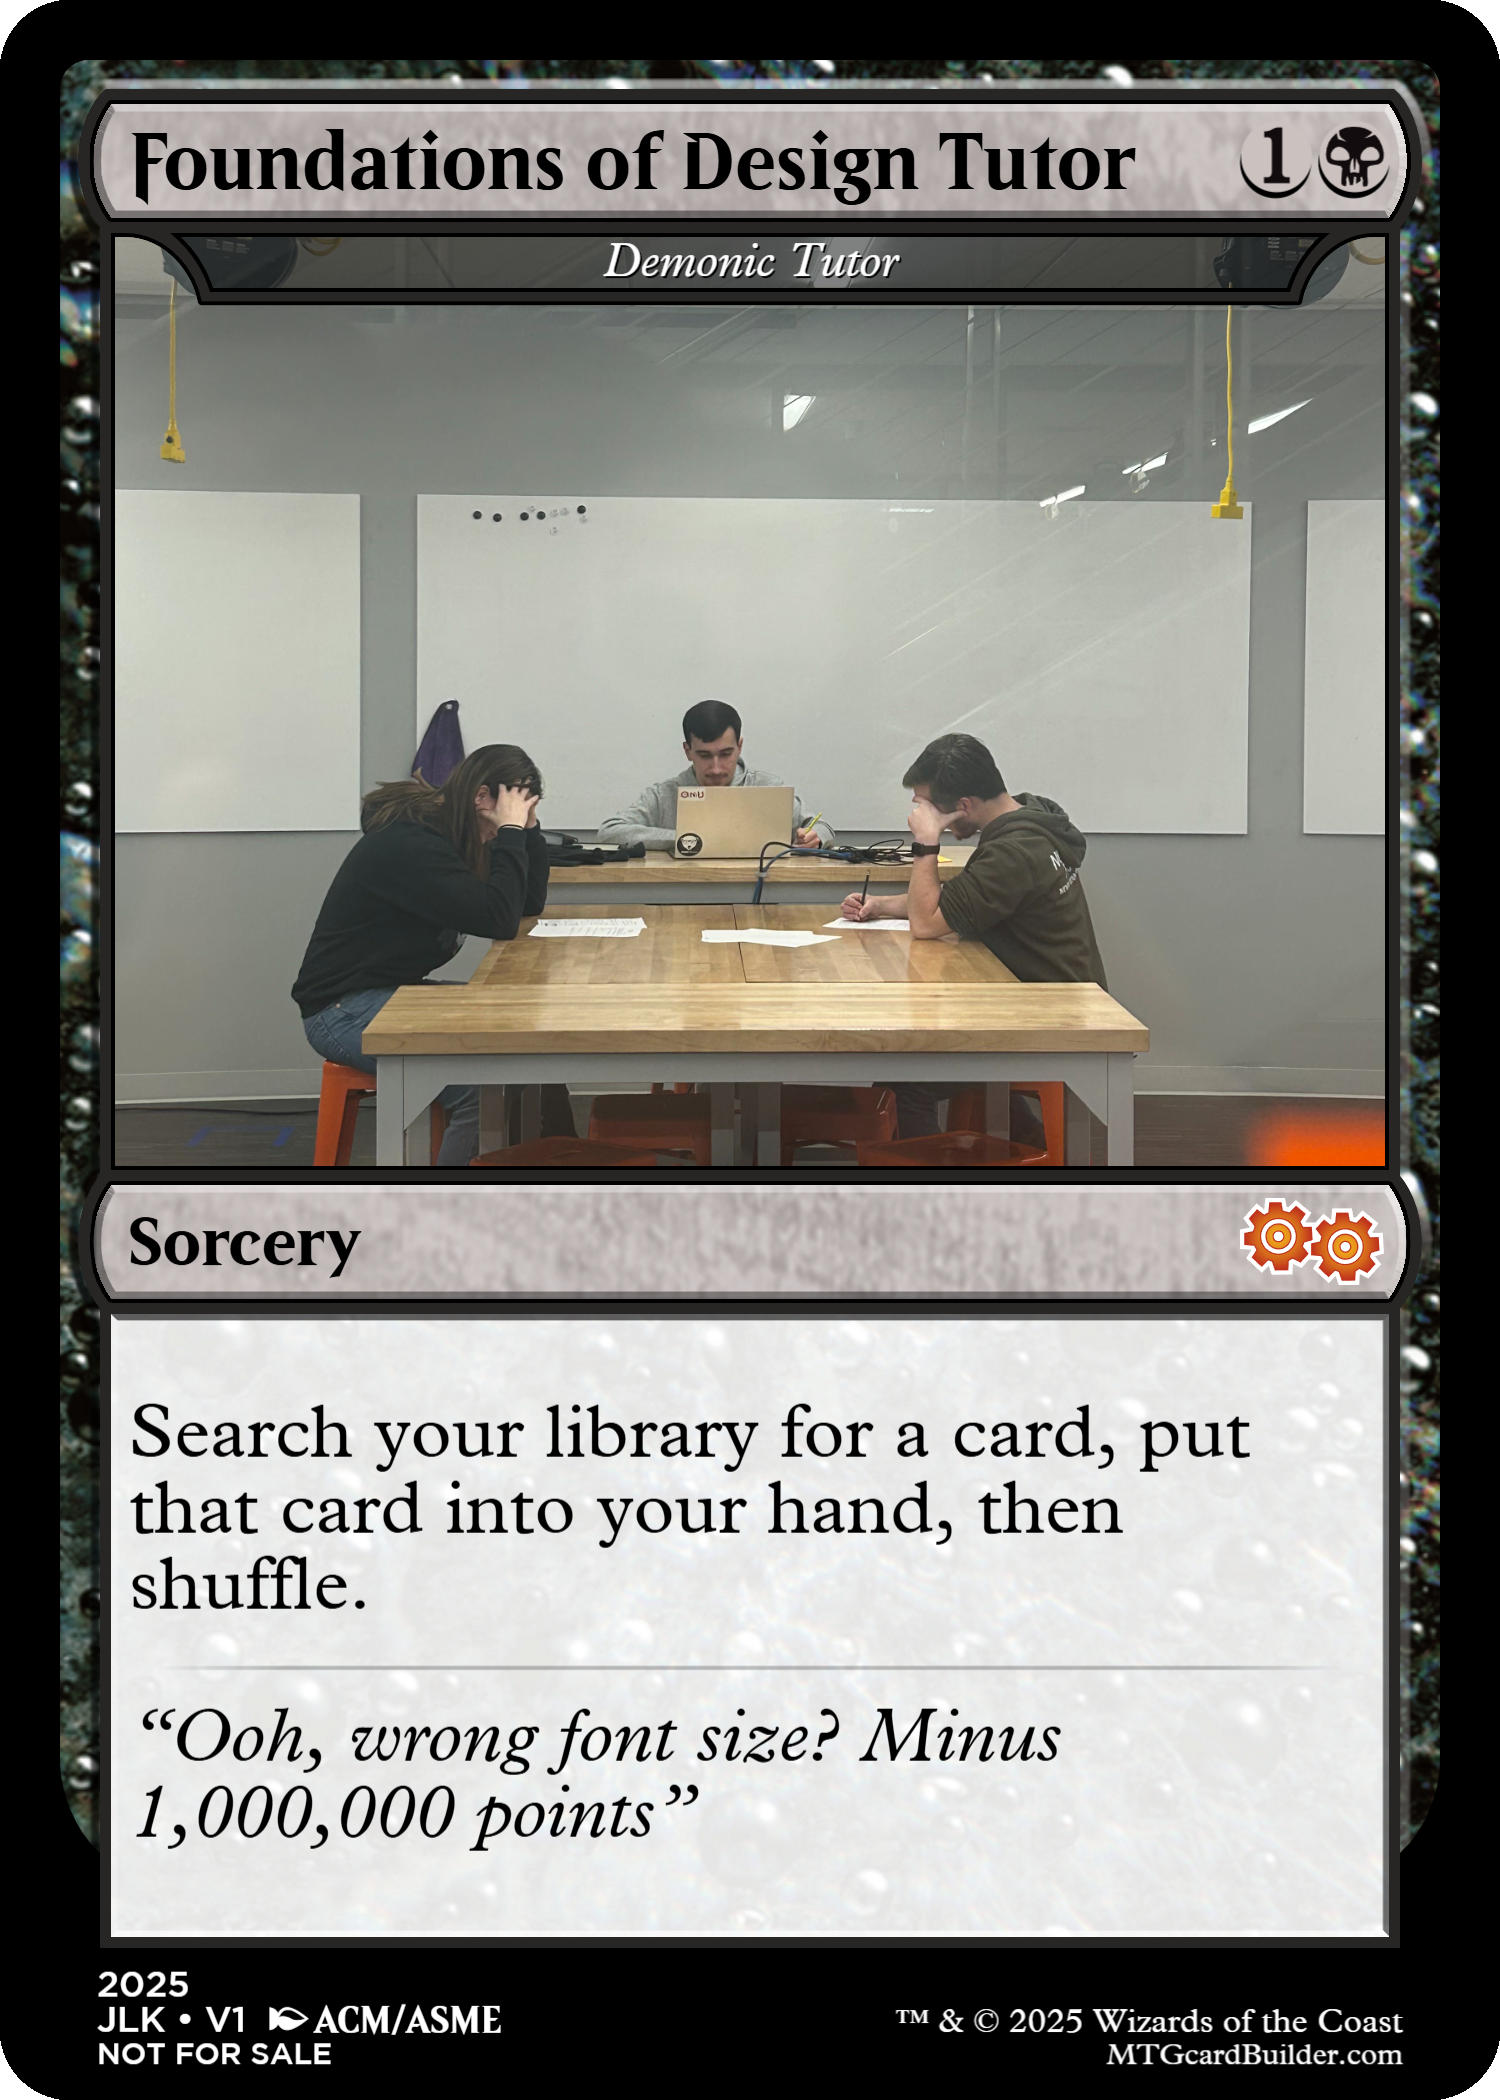 Foundations of Design Tutor 1
Demonic Tutor
ONU
Sorcery
Search your library for a card, put
that card into your hand, then
shuffle.
“Ooh, wrong font size? Minus
1,000,000 points”
2025
JLK • V1 ACM/ASME
NOT FOR SALE
™ & © 2025 Wizards of the Coast
MTGcardBuilder.com